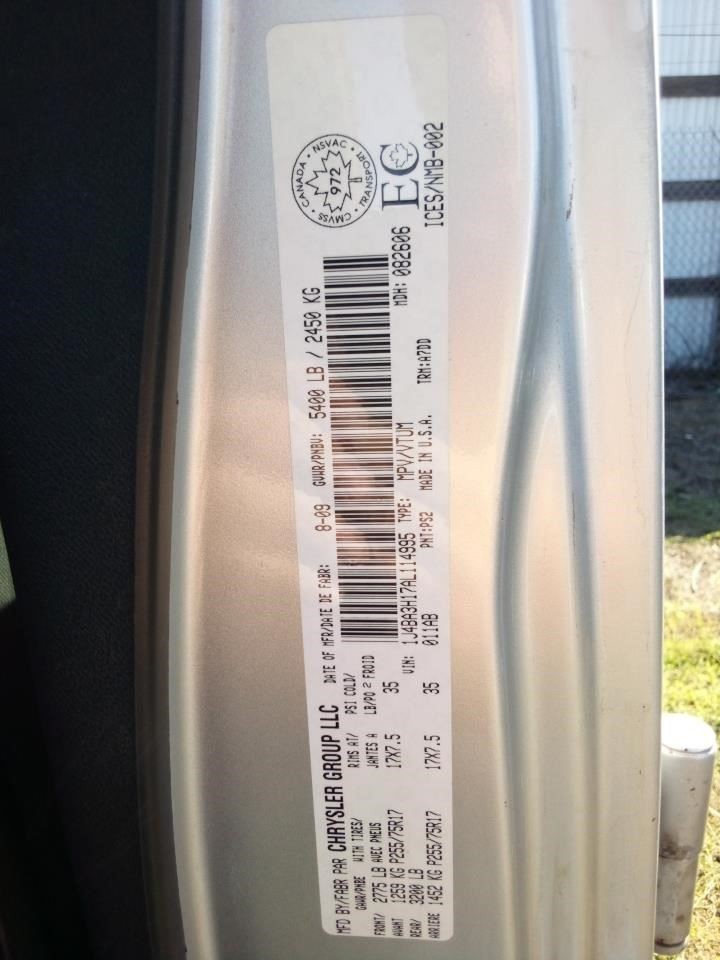 MFD BY/FABR PAR CHRYSLER GROUP LLC DATE OF MFR/DATE DE FABR: 8-09 GVWR/PNBV: 5400 LB / 2450 KG
GAWR/PNBE WITH TIRES/ RIMS AT/ PSI COLD/
FRONT/ 2775 LB AVEC PNEUS JANTES A LB/PO 2 FROID
AVANT 1259 KG P255/75R17 17X7.5 35
REAR/ 3200 LB VIN: 1J4BA3H17AL114995 TYPE: MPV/VTUM
ARRIERE 1452 KG P255/75R17 17X7.5 35 011AB PNT:PS2 MADE IN U.S.A. TRM:A7DD
MDH: 082606
CANADA • NSVAC • TRANSPORT • CMVSS •
972
EC
ICES/NMB-002